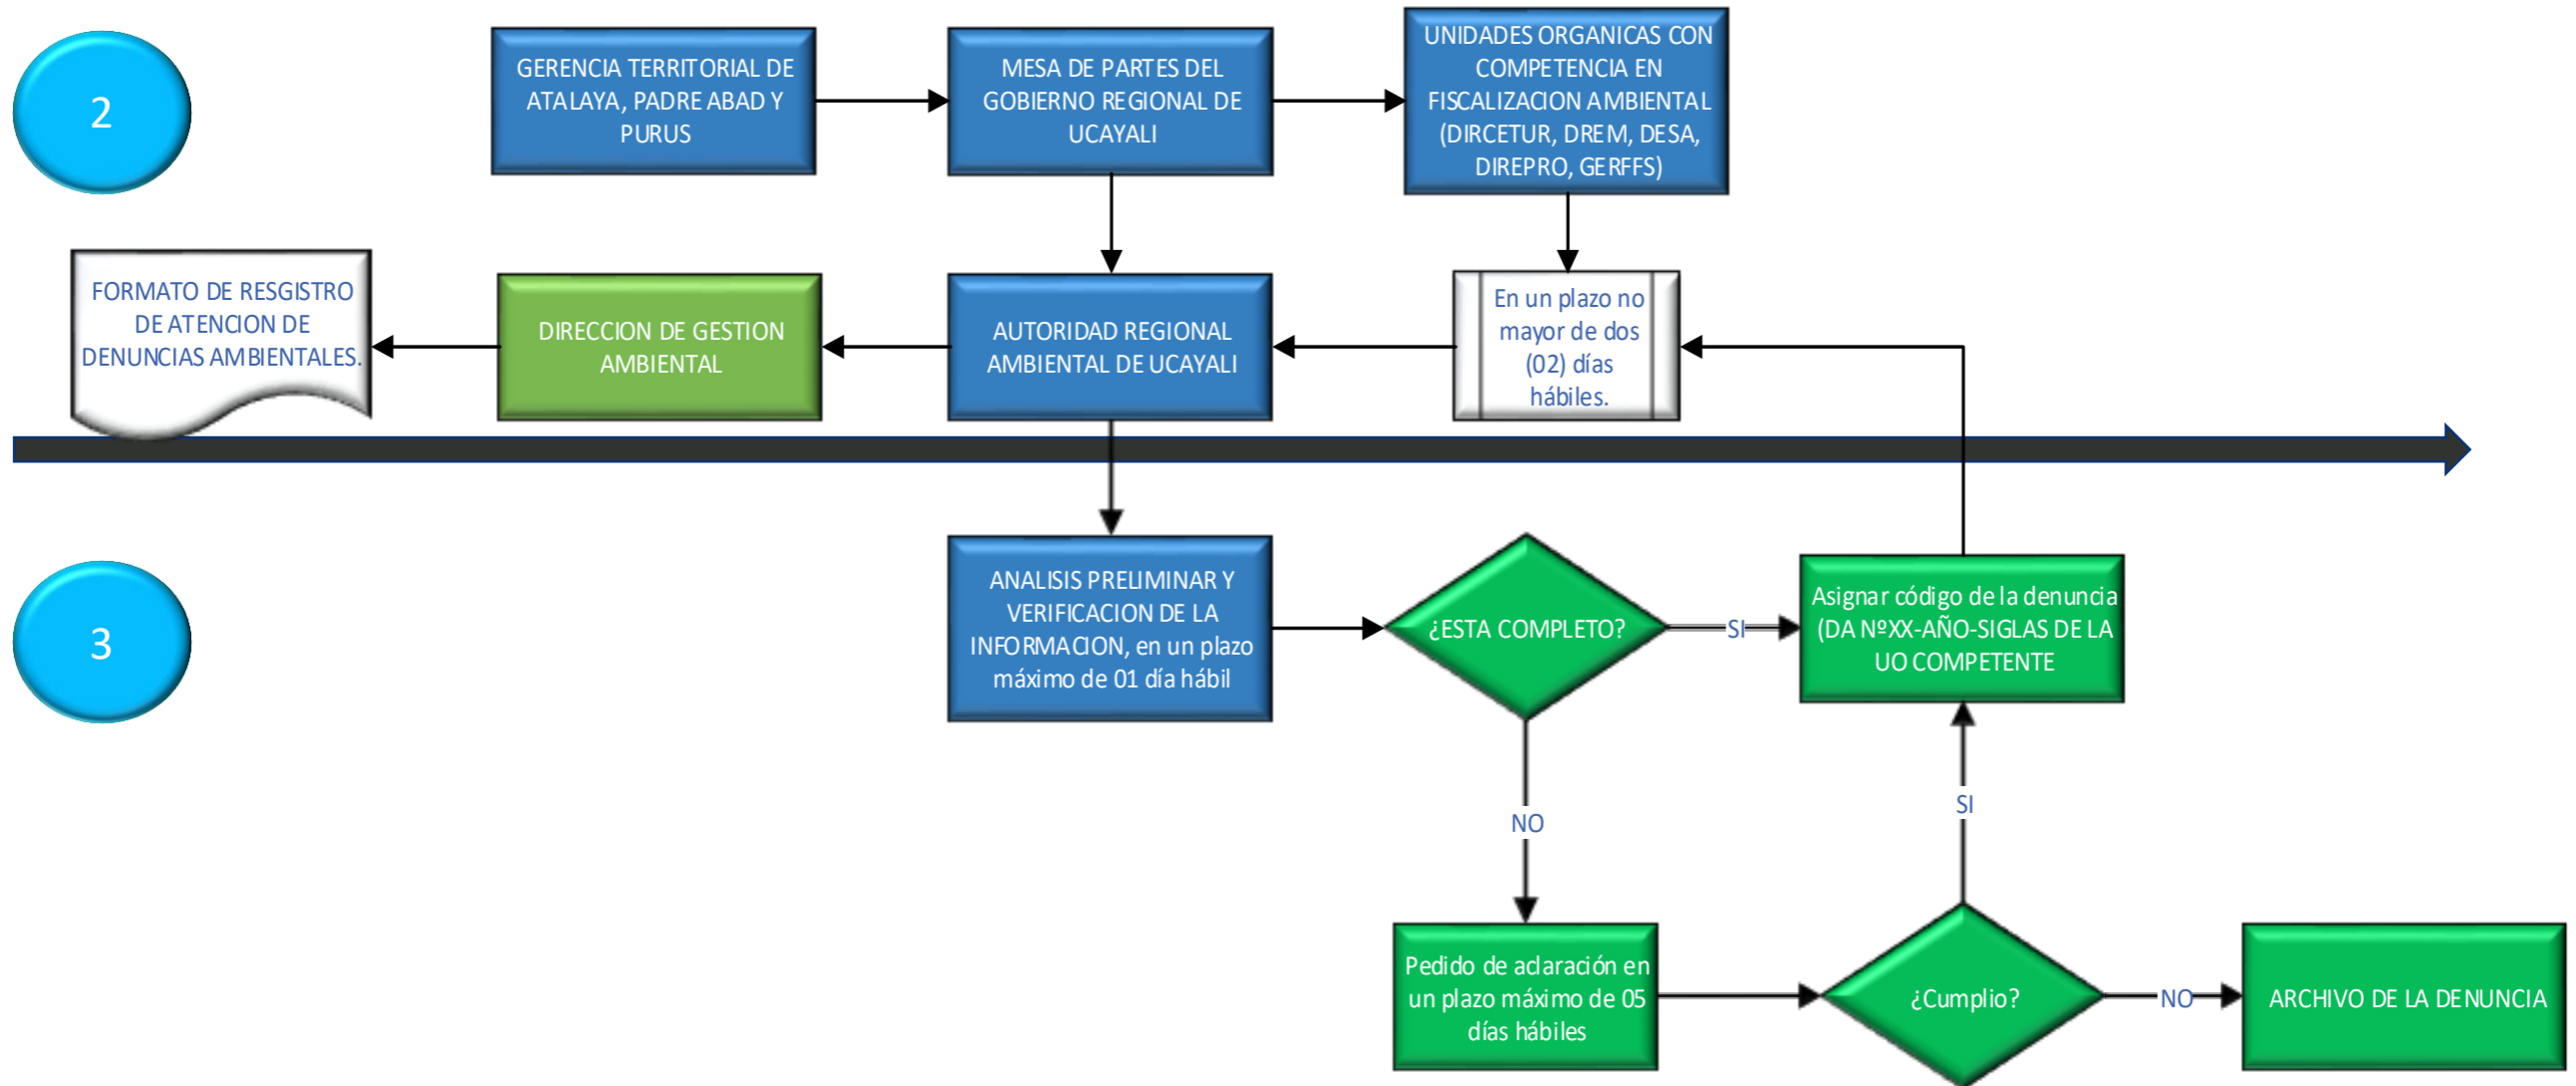 2
GERENCIA TERRITORIAL DE
ATALAYA, PADRE ABAD Y
PURUS
MESA DE PARTES DEL
GOBIERNO REGIONAL DE
UCAYALI
UNIDADES ORGANICAS CON
COMPETENCIA EN
FISCALIZACION AMBIENTAL
(DIRCETUR, DREM, DESA,
DIREPRO, GERFFS)
FORMATO DE RESGISTRO
DE ATENCION DE
DENUNCIAS AMBIENTALES.
DIRECCION DE GESTION
AMBIENTAL
AUTORIDAD REGIONAL
AMBIENTAL DE UCAYALI
En un plazo no
mayor de dos
(02) días
hábiles.
3
ANALISIS PRELIMINAR Y
VERIFICACION DE LA
INFORMACION, en un plazo
máximo de 01 día hábil
¿ESTA COMPLETO?
SI
Asignar código de la denuncia
(DA NºXX-AÑO-SIGLAS DE LA
UO COMPETENTE
NO
SI
Pedido de aclaración en
un plazo máximo de 05
días hábiles
¿Cumplio?
NO
ARCHIVO DE LA DENUNCIA